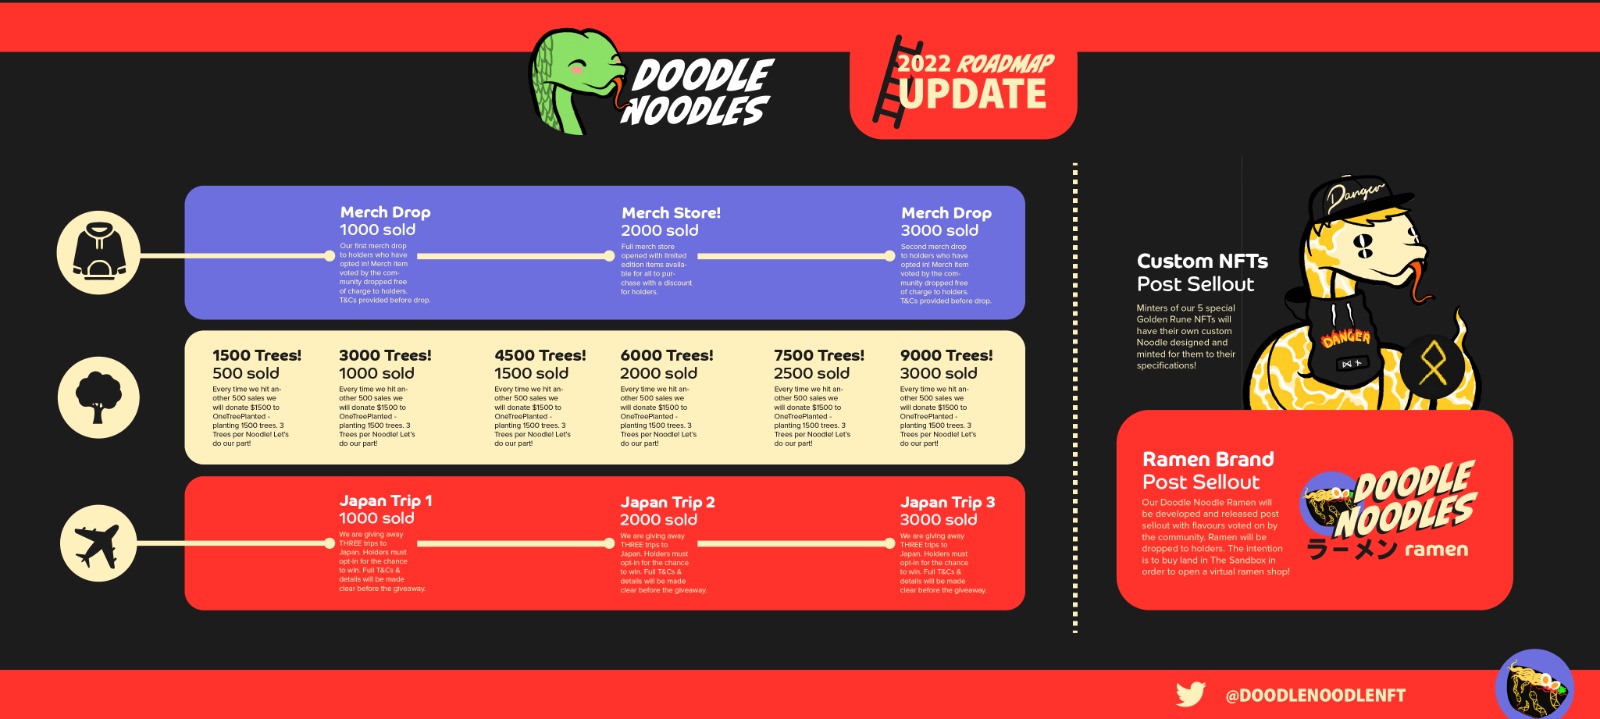 DOODLE
NOODLES
2022 ROADMAP
UPDATE
Merch Drop
1000 sold
Our first merch drop
to holders who have
opted in! Merch item
voted by the com-
munity dropped free
of charge to holders.
T&Cs provided before drop.
Merch Store!
2000 sold
Full merch store
opened with limited
edition items availa-
ble for all to pur-
chase with a discount
for holders.
Merch Drop
3000 sold
Second merch drop
to holders who have
opted in! Merch item
voted by the com-
munity dropped free
of charge to holders.
T&Cs provided before drop.
1500 Trees!
500 sold
Every time we hit an-
other 500 sales we
will donate $1500 to
OneTreePlanted -
planting 1500 trees. 3
Trees per Noodle! Let's
do our part!
3000 Trees!
1000 sold
Every time we hit an-
other 500 sales we
will donate $1500 to
OneTreePlanted -
planting 1500 trees. 3
Trees per Noodle! Let's
do our part!
4500 Trees!
1500 sold
Every time we hit an-
other 500 sales we
will donate $1500 to
OneTreePlanted -
planting 1500 trees. 3
Trees per Noodle! Let's
do our part!
6000 Trees!
2000 sold
Every time we hit an-
other 500 sales we
will donate $1500 to
OneTreePlanted -
planting 1500 trees. 3
Trees per Noodle! Let's
do our part!
7500 Trees!
2500 sold
Every time we hit an-
other 500 sales we
will donate $1500 to
OneTreePlanted -
planting 1500 trees. 3
Trees per Noodle! Let's
do our part!
9000 Trees!
3000 sold
Every time we hit an-
other 500 sales we
will donate $1500 to
OneTreePlanted -
planting 1500 trees. 3
Trees per Noodle! Let's
do our part!
Japan Trip 1
1000 sold
We are giving away
THREE trips to
Japan. Holders must
opt-in for the chance
to win. Full T&Cs &
details will be made
clear before the giveaway.
Japan Trip 2
2000 sold
We are giving away
THREE trips to
Japan. Holders must
opt-in for the chance
to win. Full T&Cs &
details will be made
clear before the giveaway.
Japan Trip 3
3000 sold
We are giving away
THREE trips to
Japan. Holders must
opt-in for the chance
to win. Full T&Cs &
details will be made
clear before the giveaway.
Custom NFTs
Post Sellout
Minters of our 5 special
Golden Rune NFTs will
have their own custom
Noodle designed and
minted for them to their
specifications!
Danger
DANGER
Ramen Brand
Post Sellout
Our Doodle Noodle Ramen will
be developed and released post
sellout with flavours voted on by
the community. Ramen will be
dropped to holders. The intention
is to buy land in The Sandbox in
order to open a virtual ramen shop!
DOODLE
NOODLES
ラーメン ramen
@DOODLENOODLENFT